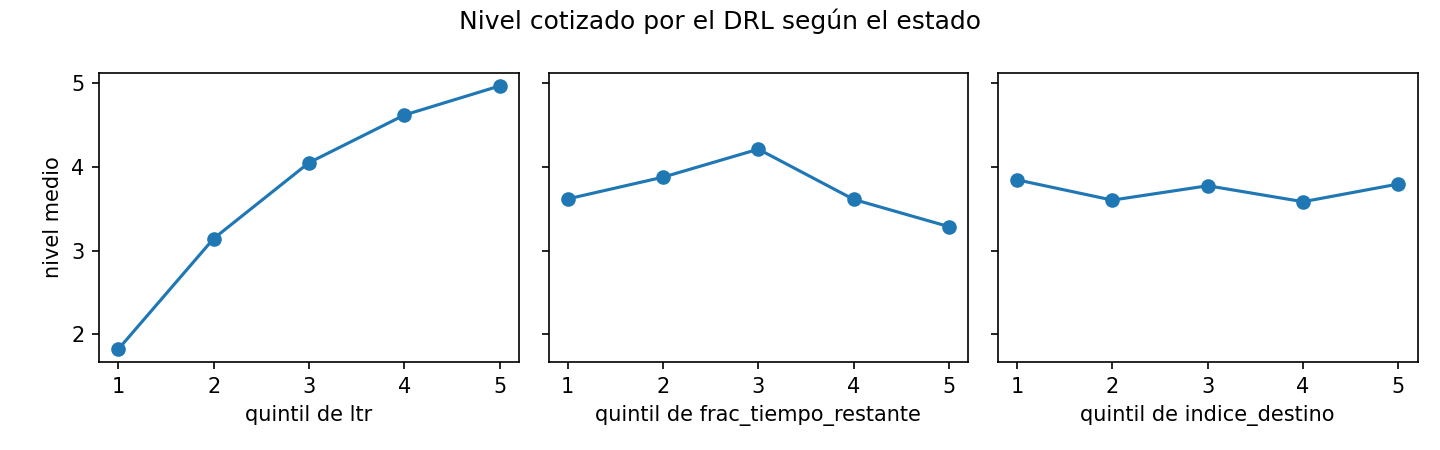 Nivel cotizado por el DRL según el estado
nivel medio
5
4
3
2
1 2 3 4 5
quintil de ltr
1 2 3 4 5
quintil de frac_tiempo_restante
1 2 3 4 5
quintil de indice_destino